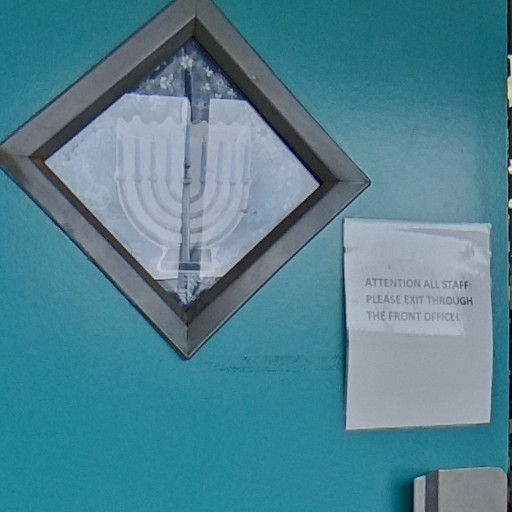 ATTENTION ALL STAFF:
PLEASE EXIT THROUGH
THE FRONT OFFICE!